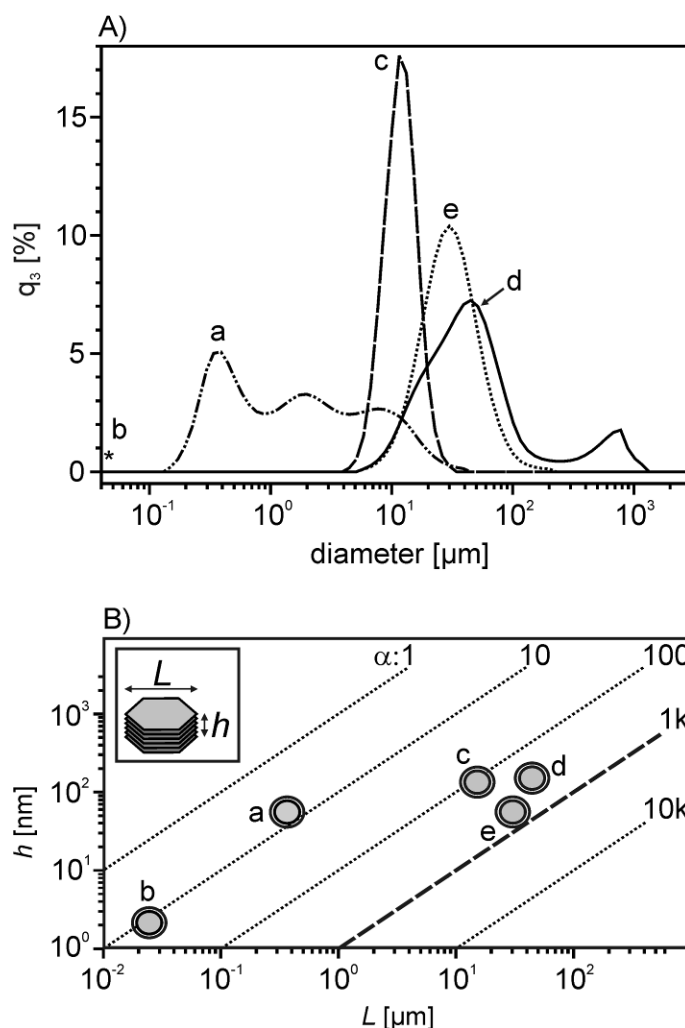 A)
q₃ [%]
15
10
5
0
a
b
*
c
e
d
10⁻¹ 10⁰ 10¹ 10² 10³
diameter [µm]
B)
L
h
α:1 10 100 1k 10k
h [nm]
10³
10²
10¹
10⁰
a
b
c
d
e
10⁻² 10⁻¹ 10⁰ 10¹ 10²
L [µm]